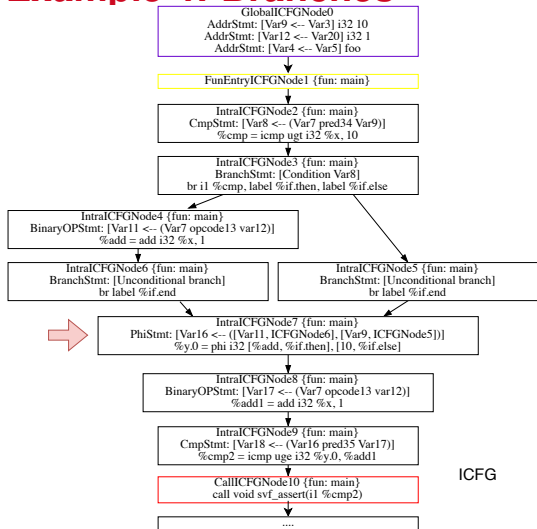 GlobalICFGNode0
AddrStmt: [Var9 <-- Var3] i32 10
AddrStmt: [Var12 <-- Var20] i32 1
AddrStmt: [Var4 <-- Var5] foo
FunEntryICFGNode1 {fun: main}
IntraICFGNode2 {fun: main}
CmpStmt: [Var8 <-- (Var7 pred34 Var9)]
%cmp = icmp ugt i32 %x, 10
IntraICFGNode3 {fun: main}
BranchStmt: [Condition Var8]
br i1 %cmp, label %if.then, label %if.else
IntraICFGNode4 {fun: main}
BinaryOPStmt: [Var11 <-- (Var7 opcode13 var12)]
%add = add i32 %x, 1
IntraICFGNode6 {fun: main}
BranchStmt: [Unconditional branch]
br label %if.end
IntraICFGNode5 {fun: main}
BranchStmt: [Unconditional branch]
br label %if.end
IntraICFGNode7 {fun: main}
PhiStmt: [Var16 <-- ([Var11, ICFGNode6], [Var9, ICFGNode5])]
%y.0 = phi i32 [%add, %if.then], [10, %if.else]
IntraICFGNode8 {fun: main}
BinaryOPStmt: [Var17 <-- (Var7 opcode13 var12)]
%add1 = add i32 %x, 1
IntraICFGNode9 {fun: main}
CmpStmt: [Var18 <-- (Var16 pred35 Var17)]
%cmp2 = icmp uge i32 %y.0, %add1
ICFG
CallICFGNode10 {fun: main}
call void svf_assert(i1 %cmp2)
....